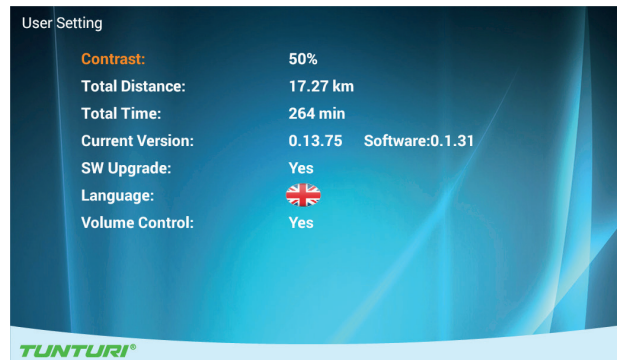 User Setting
Contrast: 50%
Total Distance: 17.27 km
Total Time: 264 min
Current Version: 0.13.75 Software:0.1.31
SW Upgrade: Yes
Language:
Volume Control: Yes
TUNTURI®